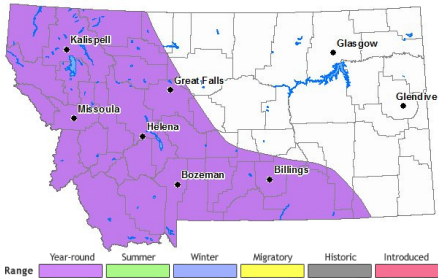 Kalispell
Glasgow
Great Falls
Glendive
Missoula
Helena
Billings
Bozeman
Year-round Summer Winter Migratory Historic Introduced
Range